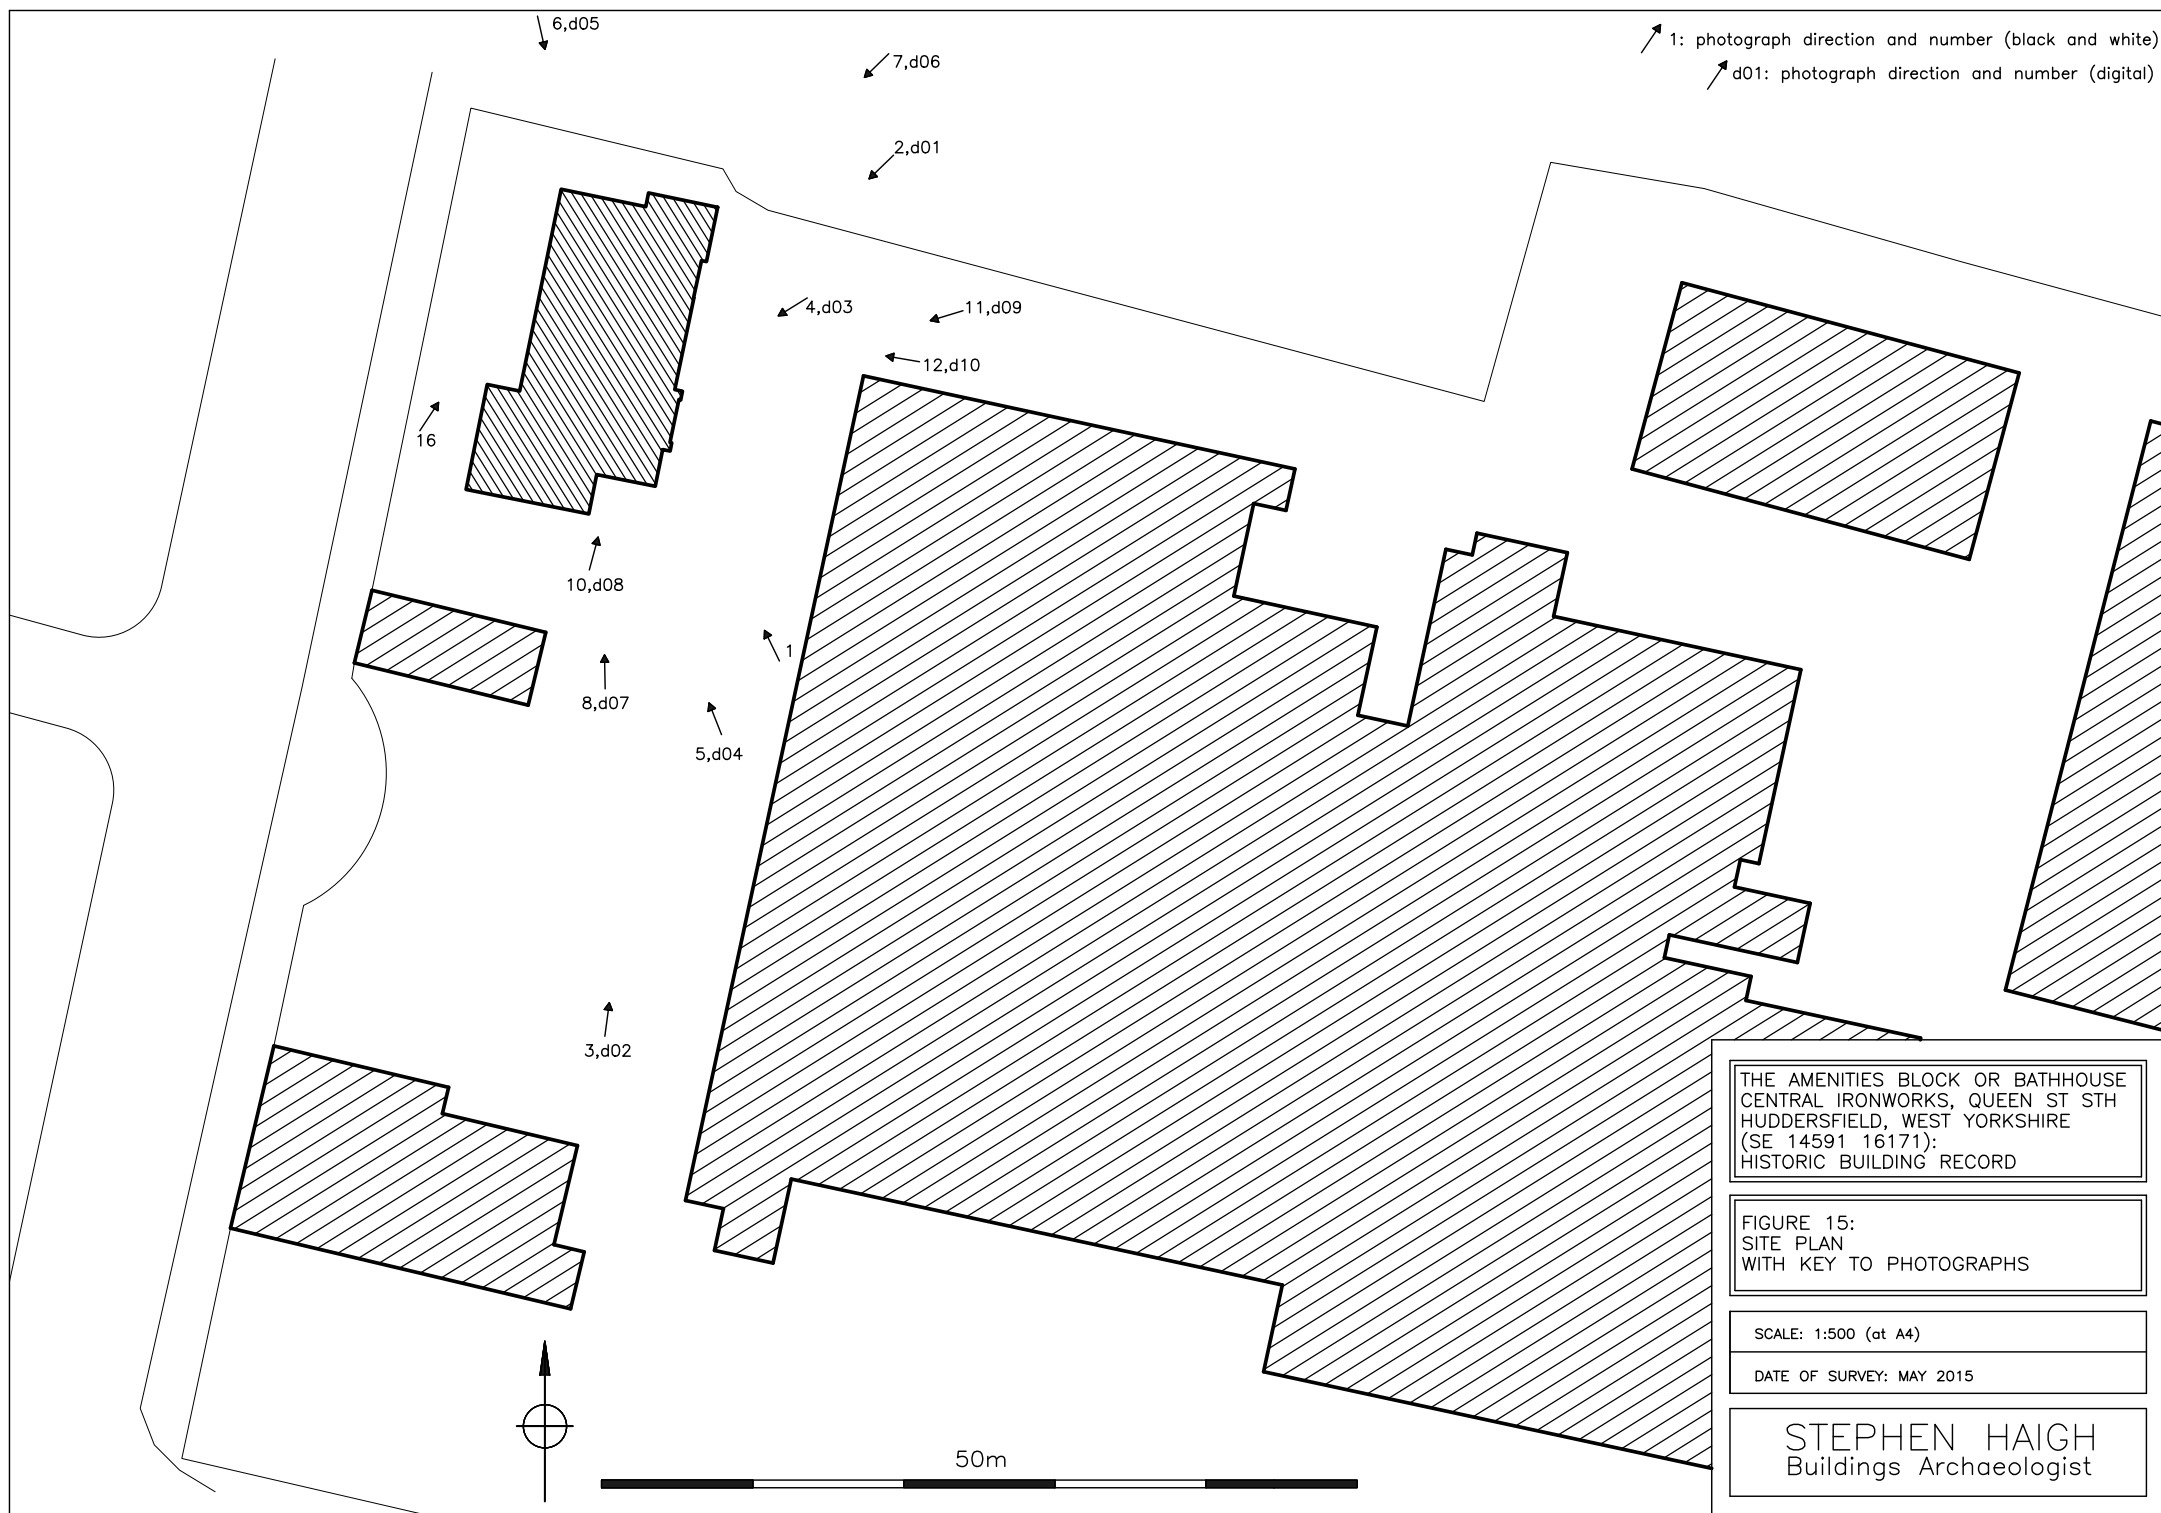 6,d05
1: photograph direction and number (black and white)
7,d06
d01: photograph direction and number (digital)
2,d01
4,d03
11,d09
12,d10
16
10,d08
1
8,d07
5,d04
3,d02
THE AMENITIES BLOCK OR BATHHOUSE
CENTRAL IRONWORKS, QUEEN ST STH
HUDDERSFIELD, WEST YORKSHIRE
(SE 14591 16171):
HISTORIC BUILDING RECORD
FIGURE 15:
SITE PLAN
WITH KEY TO PHOTOGRAPHS
SCALE: 1:500 (at A4)
DATE OF SURVEY: MAY 2015
STEPHEN HAIGH
Buildings Archaeologist
50m